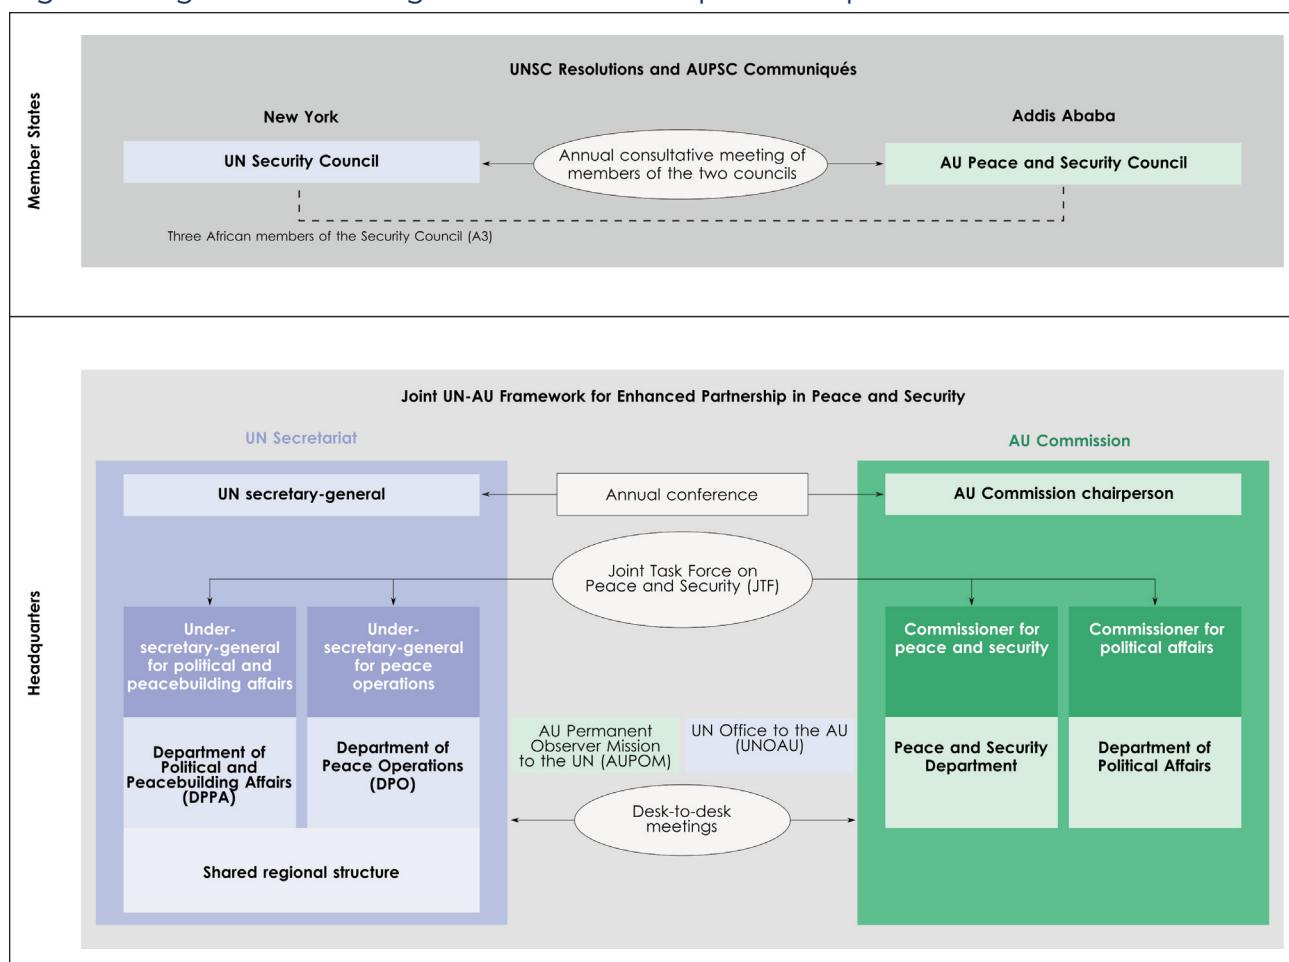 Member States
UNSC Resolutions and AUPSC Communiqués
New York
Addis Ababa
UN Security Council
Annual consultative meeting of
members of the two councils
AU Peace and Security Council
Three African members of the Security Council (A3)
Headquarters
Joint UN-AU Framework for Enhanced Partnership in Peace and Security
UN Secretariat
AU Commission
UN secretary-general
Annual conference
AU Commission chairperson
Joint Task Force on
Peace and Security (JTF)
Under-
secretary-general
for political and
peacebuilding affairs
Under-
secretary-general
for peace
operations
Commissioner for
peace and security
Commissioner for
political affairs
Department of
Political and
Peacebuilding Affairs
(DPPA)
Department of
Peace Operations
(DPO)
AU Permanent
Observer Mission
to the UN (AUPOM)
UN Office to the AU
(UNOAU)
Peace and Security
Department
Department of
Political Affairs
Desk-to-desk
meetings
Shared regional structure